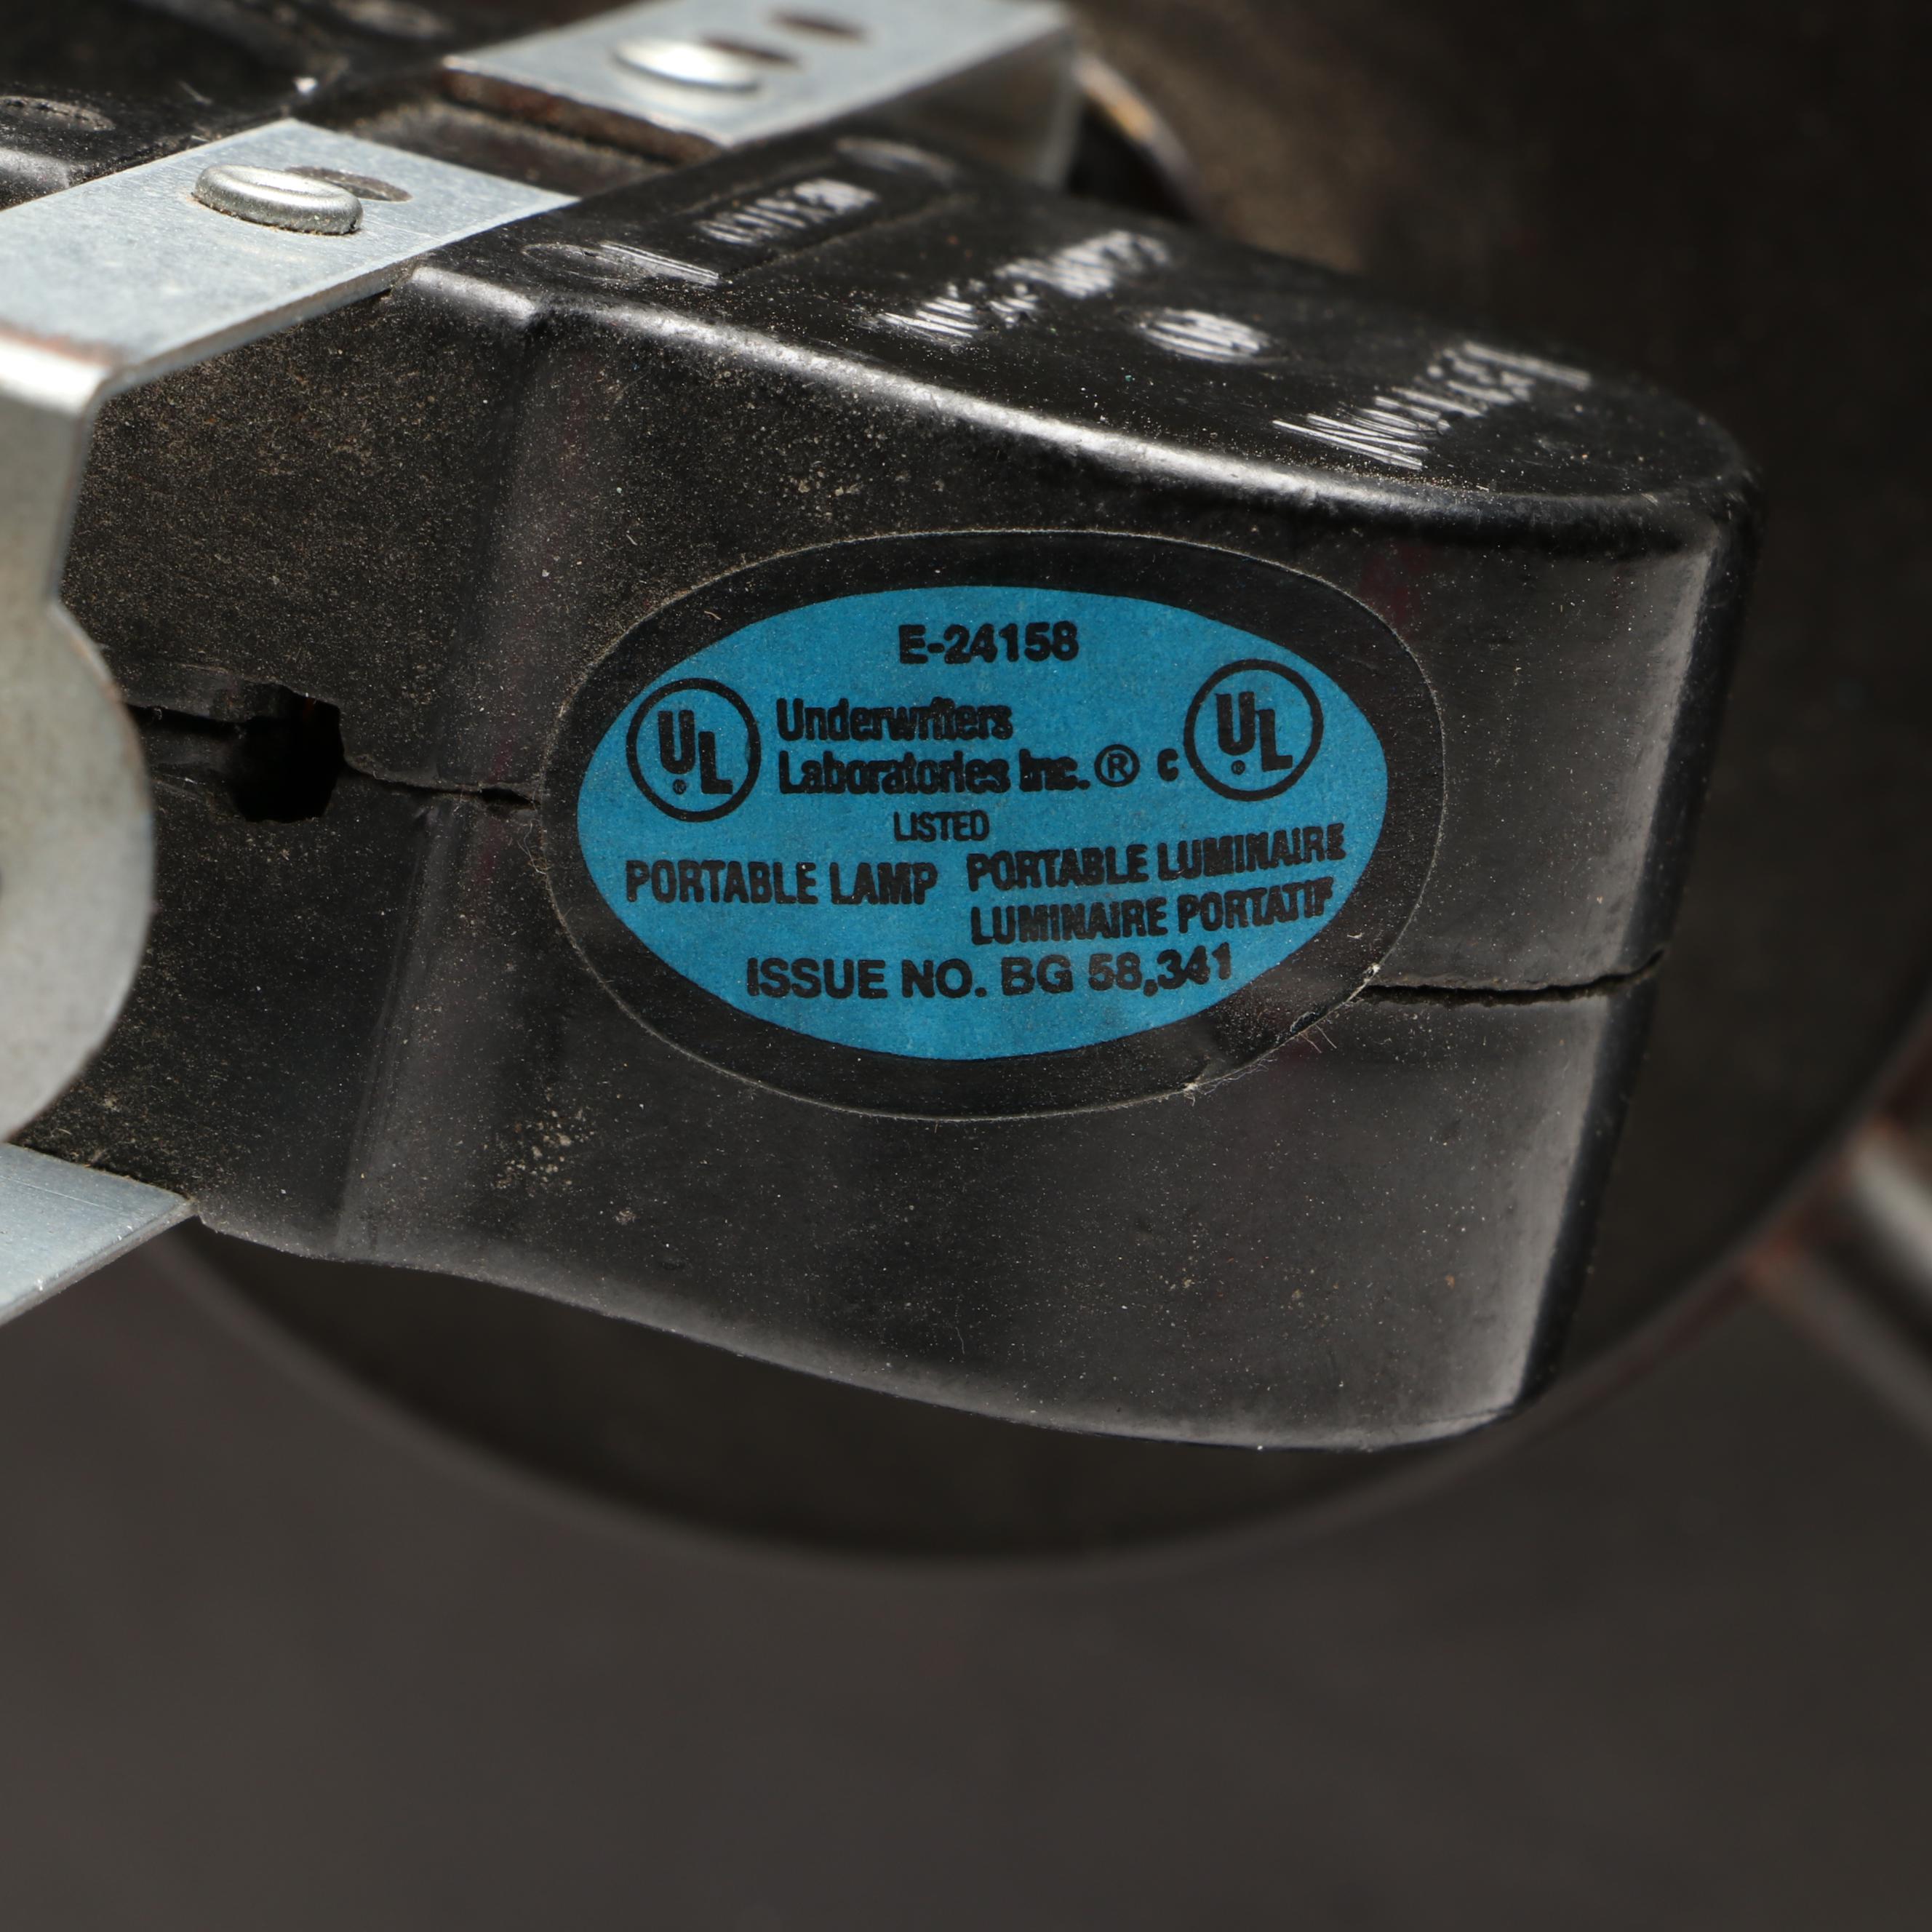 E-24158
UL Underwriters
Laboratories Inc.® c UL
LISTED
PORTABLE LAMP PORTABLE LUMINAIRE
LUMINAIRE PORTATIF
ISSUE NO. BG 58,341